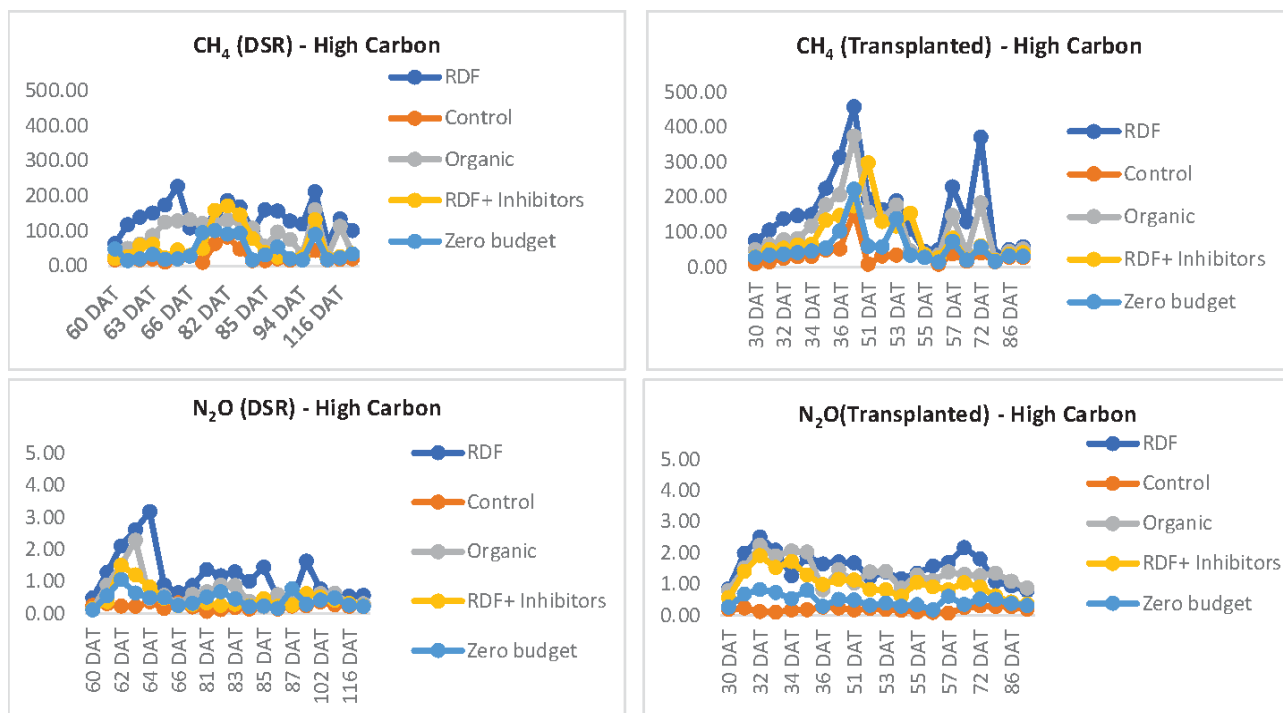 CH₄ (DSR) - High Carbon
500.00
400.00
300.00
200.00
100.00
0.00
60 DAT
63 DAT
66 DAT
82 DAT
85 DAT
94 DAT
116 DAT
RDF
Control
Organic
RDF+ Inhibitors
Zero budget
CH₄ (Transplanted) - High Carbon
500.00
400.00
300.00
200.00
100.00
0.00
30 DAT
32 DAT
34 DAT
36 DAT
51 DAT
53 DAT
55 DAT
57 DAT
72 DAT
86 DAT
RDF
Control
Organic
RDF+ Inhibitors
Zero budget
N₂O (DSR) - High Carbon
5.00
4.00
3.00
2.00
1.00
0.00
60 DAT
62 DAT
64 DAT
66 DAT
81 DAT
83 DAT
85 DAT
87 DAT
102 DAT
116 DAT
RDF
Control
Organic
RDF+ Inhibitors
Zero budget
N₂O(Transplanted) - High Carbon
5.00
4.00
3.00
2.00
1.00
0.00
30 DAT
32 DAT
34 DAT
36 DAT
51 DAT
53 DAT
55 DAT
57 DAT
72 DAT
86 DAT
RDF
Control
Organic
RDF+ Inhibitors
Zero budget